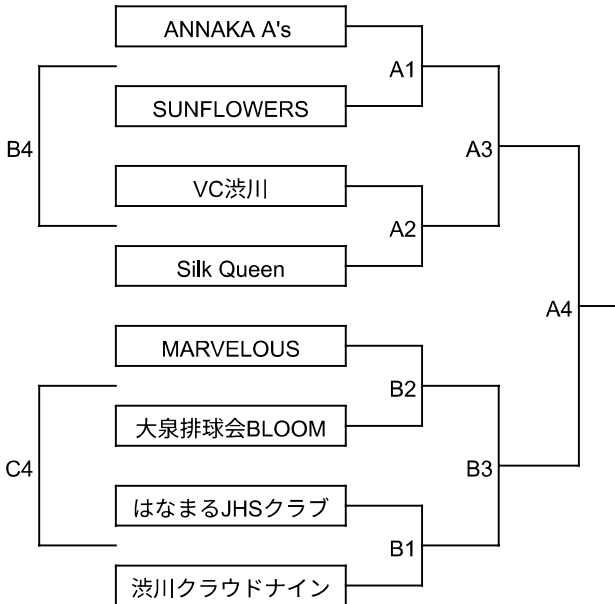 ANNAKA A's
A1
SUNFLOWERS
B4
A3
VC渋川
A2
Silk Queen
A4
MARVELOUS
B2
大泉排球会BLOOM
C4
B3
はなまるJHSクラブ
B1
渋川クラウドナイン